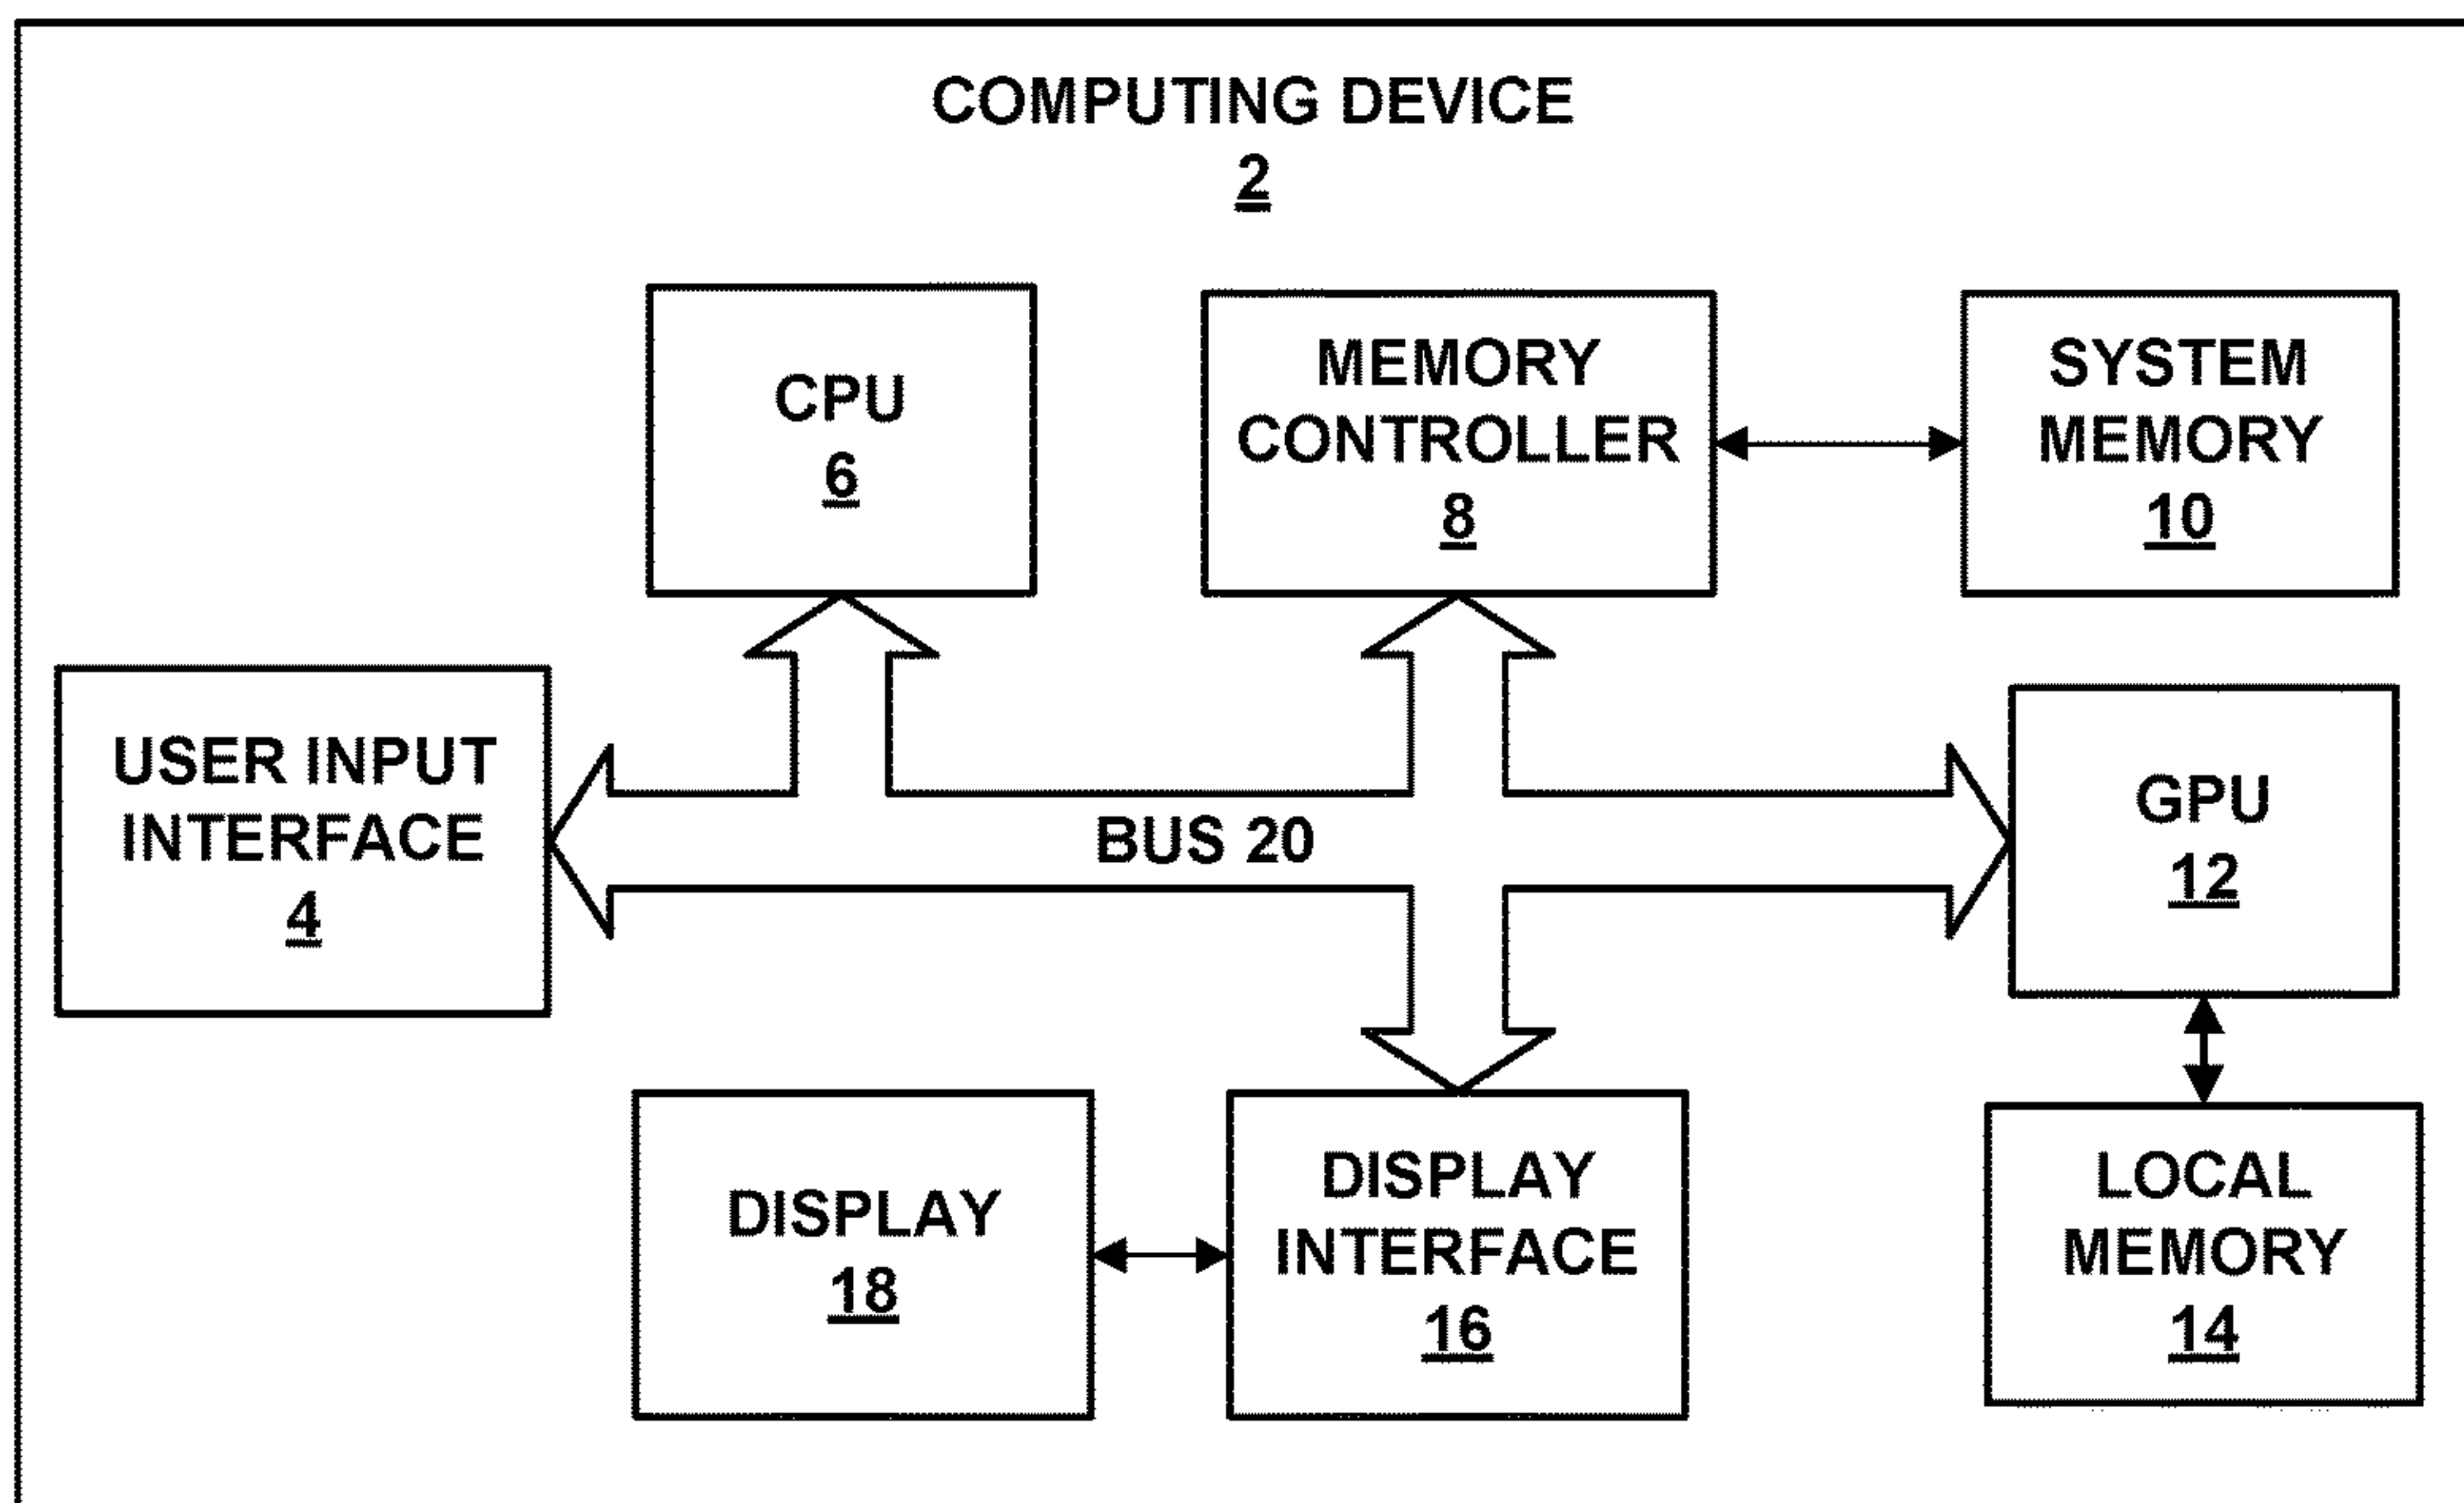 COMPUTING DEVICE
2
CPU
6
MEMORY
CONTROLLER
8
SYSTEM
MEMORY
10
USER INPUT
INTERFACE
4
BUS 20
GPU
12
DISPLAY
18
DISPLAY
INTERFACE
16
LOCAL
MEMORY
14